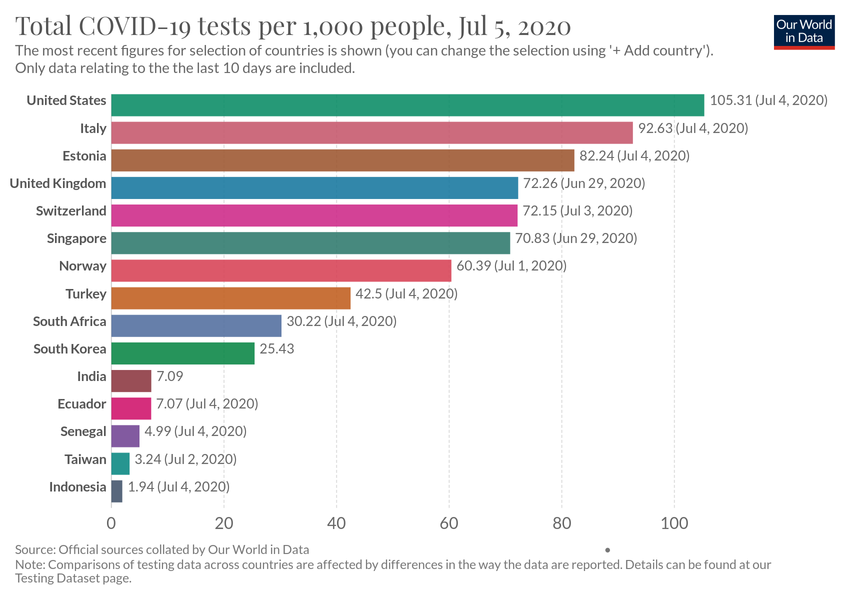 Total COVID-19 tests per 1,000 people, Jul 5, 2020
Our World
in Data
The most recent figures for selection of countries is shown (you can change the selection using '+ Add country').
Only data relating to the the last 10 days are included.
United States 105.31 (Jul 4, 2020)
Italy 92.63 (Jul 4, 2020)
Estonia 82.24 (Jul 4, 2020)
United Kingdom 72.26 (Jun 29, 2020)
Switzerland 72.15 (Jul 3, 2020)
Singapore 70.83 (Jun 29, 2020)
Norway 60.39 (Jul 1, 2020)
Turkey 42.5 (Jul 4, 2020)
South Africa 30.22 (Jul 4, 2020)
South Korea 25.43
India 7.09
Ecuador 7.07 (Jul 4, 2020)
Senegal 4.99 (Jul 4, 2020)
Taiwan 3.24 (Jul 2, 2020)
Indonesia 1.94 (Jul 4, 2020)
0 20 40 60 80 100
Source: Official sources collated by Our World in Data
Note: Comparisons of testing data across countries are affected by differences in the way the data are reported. Details can be found at our
Testing Dataset page.